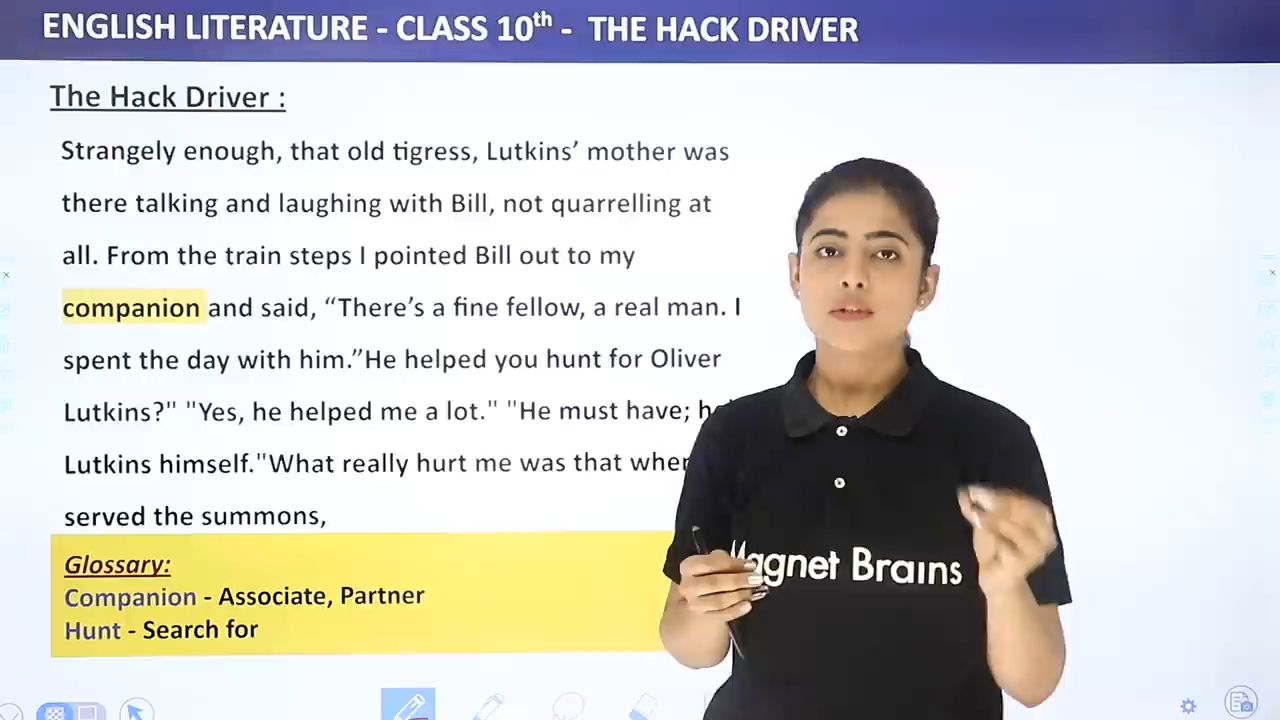 ENGLISH LITERATURE - CLASS 10th - THE HACK DRIVER
The Hack Driver :
Strangely enough, that old tigress, Lutkins’ mother was
there talking and laughing with Bill, not quarrelling at
all. From the train steps I pointed Bill out to my
companion and said, “There’s a fine fellow, a real man. I
spent the day with him.”He helped you hunt for Oliver
Lutkins?" "Yes, he helped me a lot." "He must have;
Lutkins himself."What really hurt me was that
served the summons,
Glossary:
Companion - Associate, Partner
Hunt - Search for
Magnet Brains